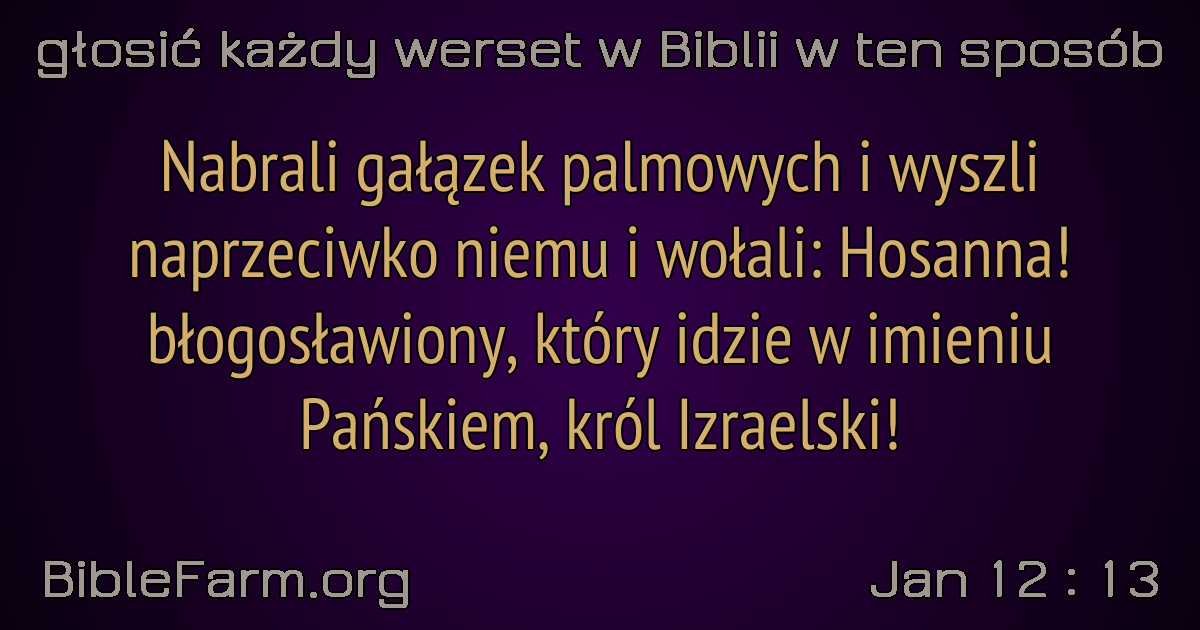 głosić każdy werset w Biblii w ten sposób
Nabrali gałązek palmowych i wyszli
naprzeciwko niemu i wołali: Hosanna!
błogosławiony, który idzie w imieniu
Pańskiem, król Izraelski!
BibleFarm.org
Jan 12 : 13